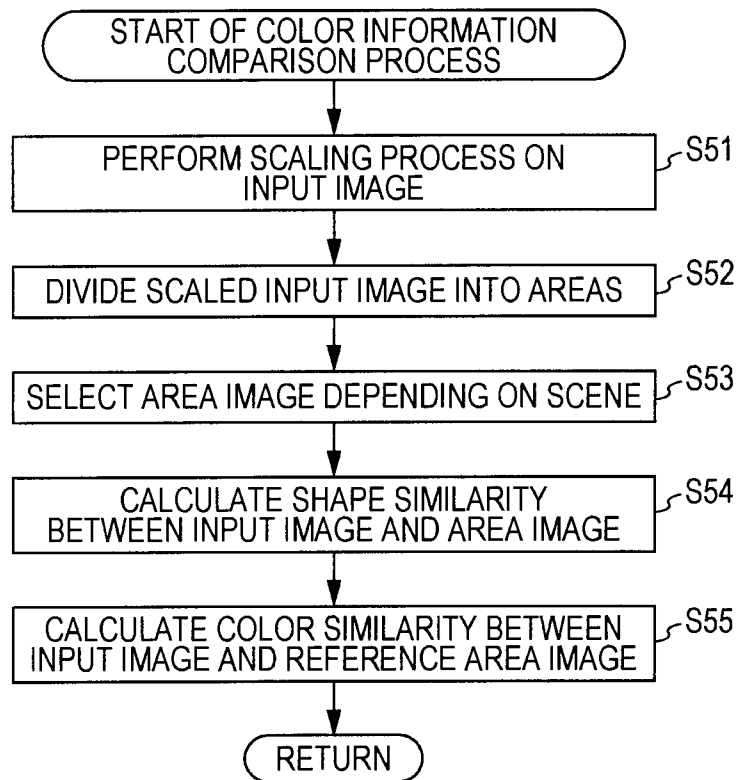 START OF COLOR INFORMATION
COMPARISON PROCESS
PERFORM SCALING PROCESS ON
INPUT IMAGE
S51
DIVIDE SCALED INPUT IMAGE INTO AREAS
S52
SELECT AREA IMAGE DEPENDING ON SCENE
S53
CALCULATE SHAPE SIMILARITY
BETWEEN INPUT IMAGE AND AREA IMAGE
S54
CALCULATE COLOR SIMILARITY BETWEEN
INPUT IMAGE AND REFERENCE AREA IMAGE
S55
RETURN